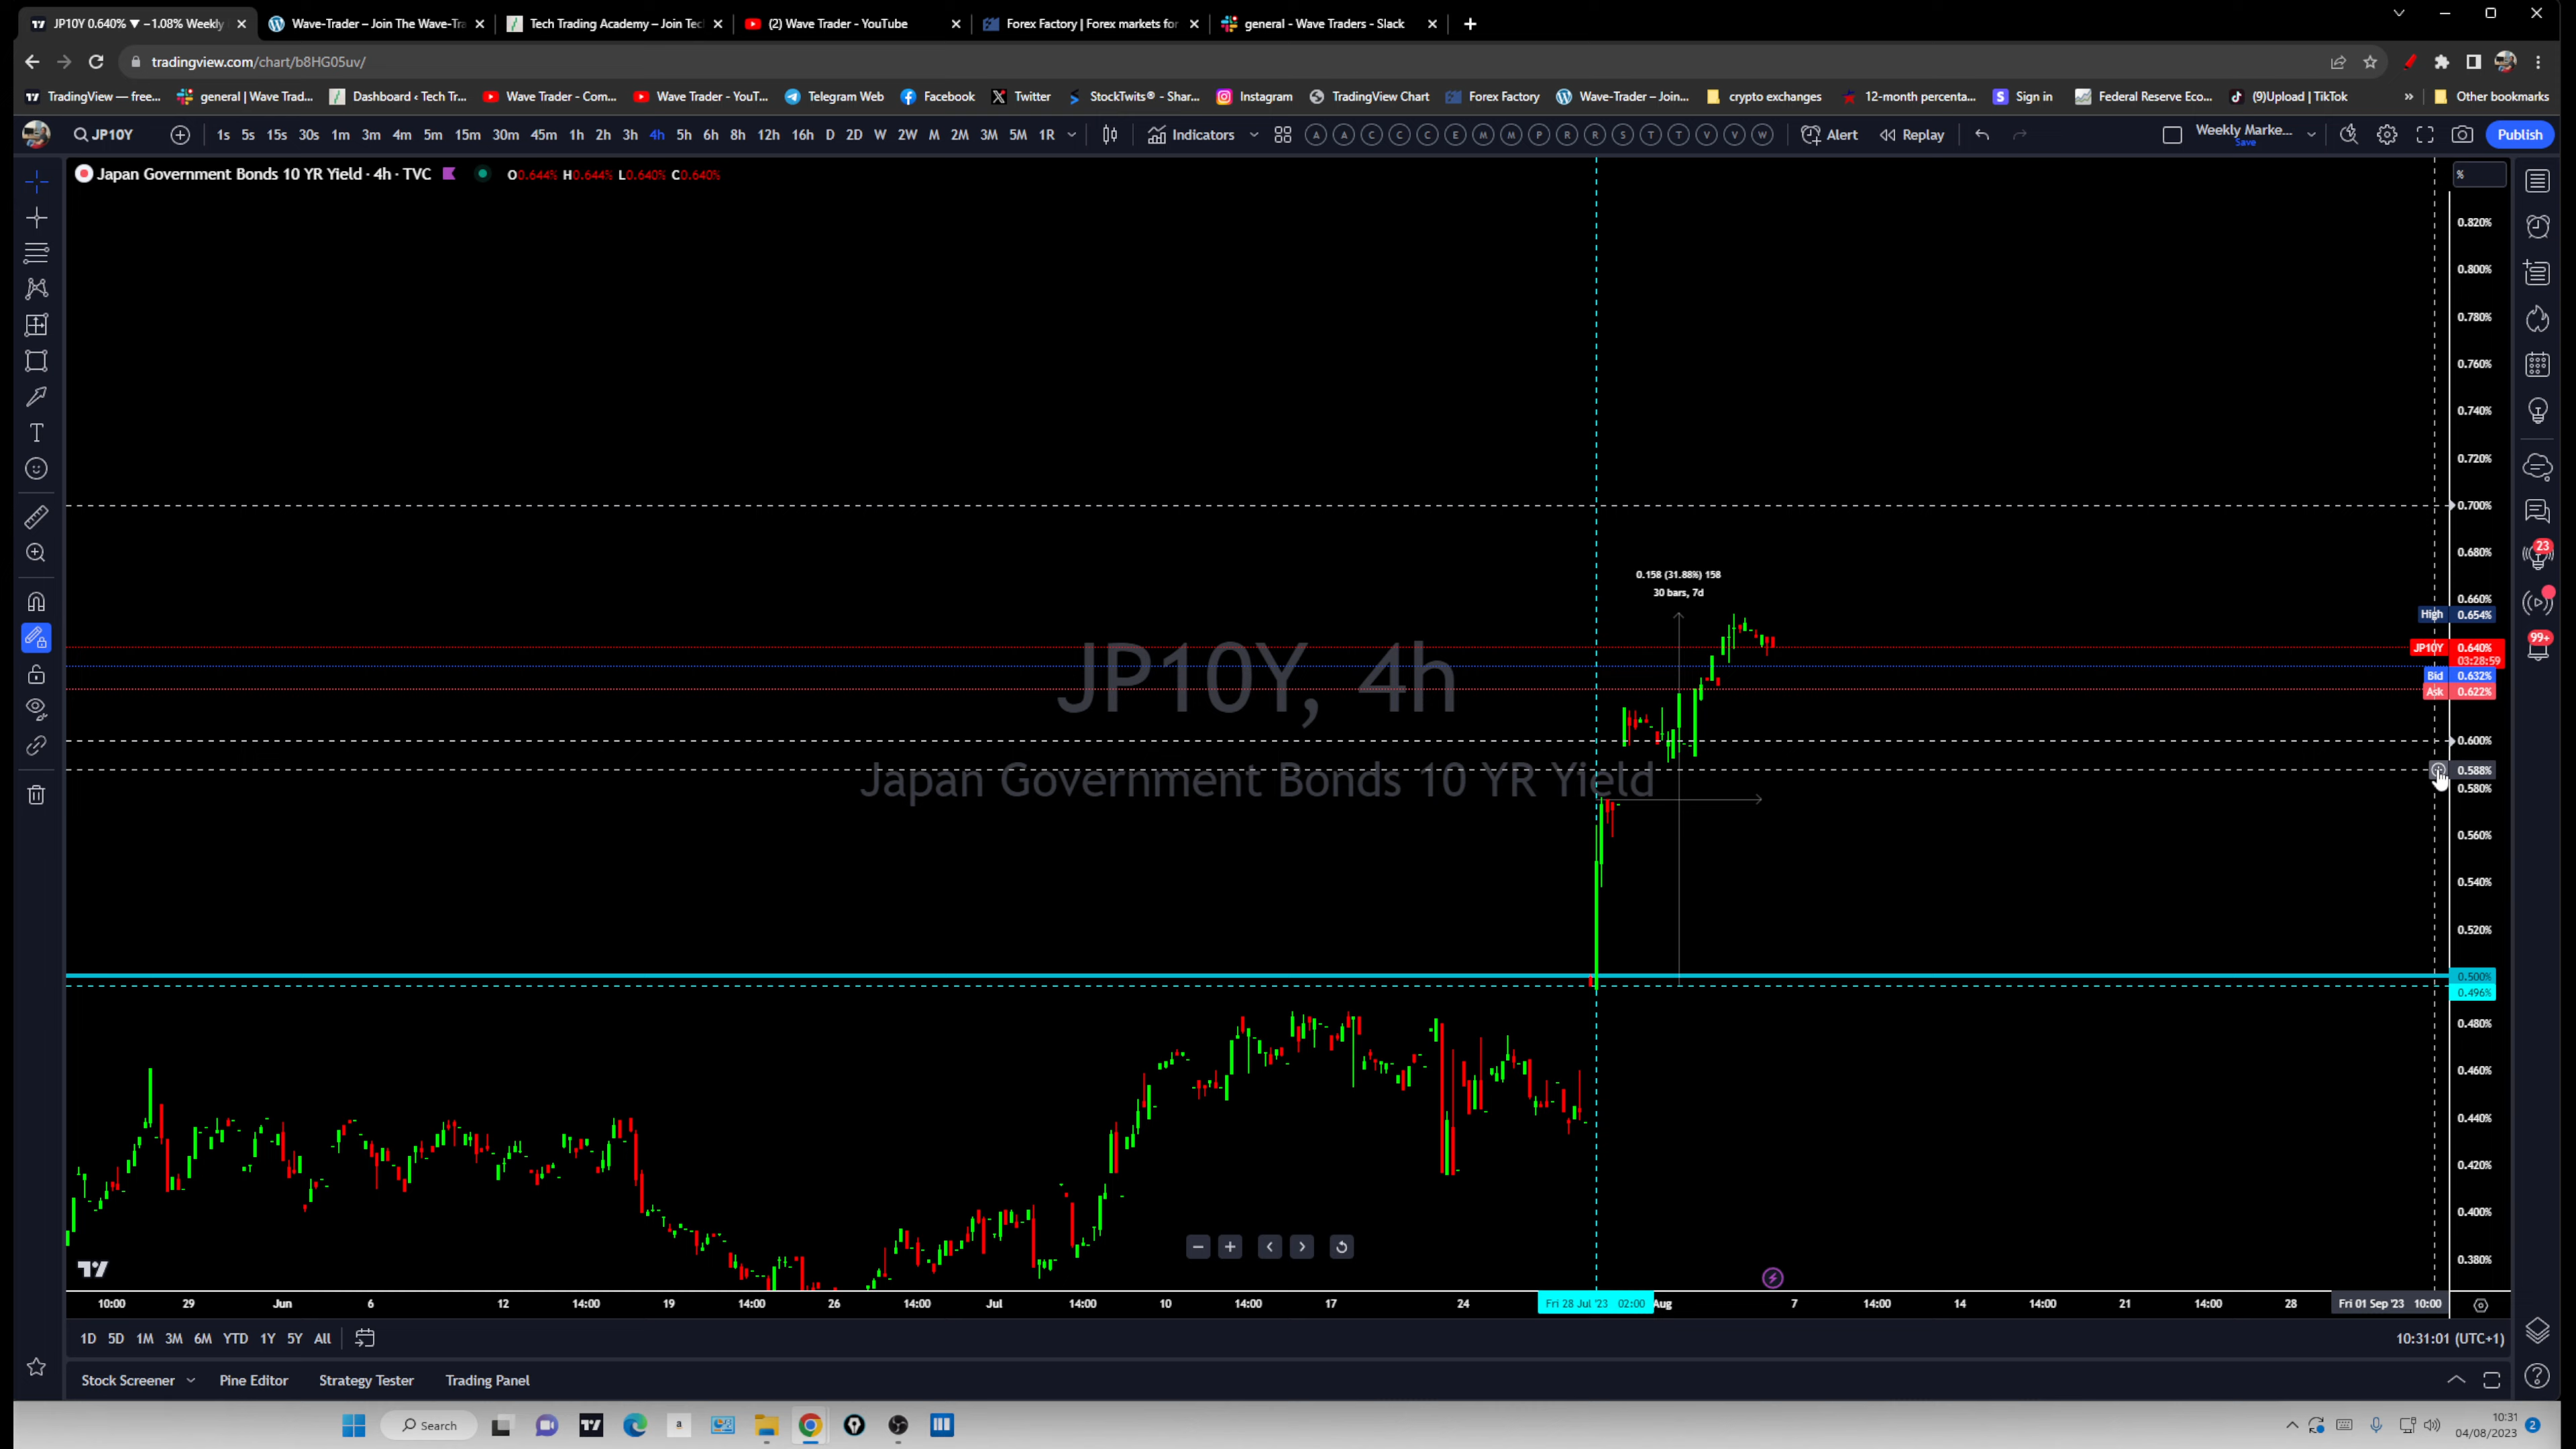 JP10Y 0.640% ▼ −1.08% Weekly
Wave-Trader – Join The Wave-Tra
Tech Trading Academy – Join Tec
(2) Wave Trader - YouTube
Forex Factory | Forex markets for
general - Wave Traders - Slack
tradingview.com/chart/b8HG05uv/
TradingView — free... general | Wave Trad... Dashboard ‹ Tech Tr... Wave Trader - Com... Wave Trader - YouT... Telegram Web Facebook Twitter StockTwits® - Shar... Instagram TradingView Chart Forex Factory Wave-Trader – Join... crypto exchanges 12-month percenta... Sign in Federal Reserve Eco... (9)Upload | TikTok » Other bookmarks
JP10Y 1s 5s 15s 30s 1m 3m 4m 5m 15m 30m 45m 1h 2h 3h 4h 5h 6h 8h 12h 16h D 2D W 2W M 2M 3M 5M 1R Indicators A A C C C E M M P R R S T T V V W Alert Replay Weekly Marke... Publish
Save
Japan Government Bonds 10 YR Yield · 4h · TVC O0.644% H0.644% L0.640% C0.640%
%
0.820%
0.800%
0.780%
0.760%
0.740%
0.720%
0.700%
0.680%
0.158 (31.88%) 158
30 bars, 7d
0.660%
High 0.654%
JP10Y 0.640%
03:28:59
Bid 0.632%
Ask 0.622%
JP10Y, 4h
0.600%
Japan Government Bonds 10 YR Yield
0.588%
0.580%
0.560%
0.540%
0.520%
0.500%
0.496%
0.480%
0.460%
0.440%
0.420%
0.400%
0.380%
23
99+
10:00 29 Jun 6 12 14:00 19 14:00 26 14:00 Jul 14:00 10 14:00 17 24 Fri 28 Jul '23 02:00 Aug 7 14:00 14 14:00 21 14:00 28 Fri 01 Sep '23 10:00
1D 5D 1M 3M 6M YTD 1Y 5Y All
10:31:01 (UTC+1)
Stock Screener Pine Editor Strategy Tester Trading Panel
Search
a
10:31
04/08/2023
2